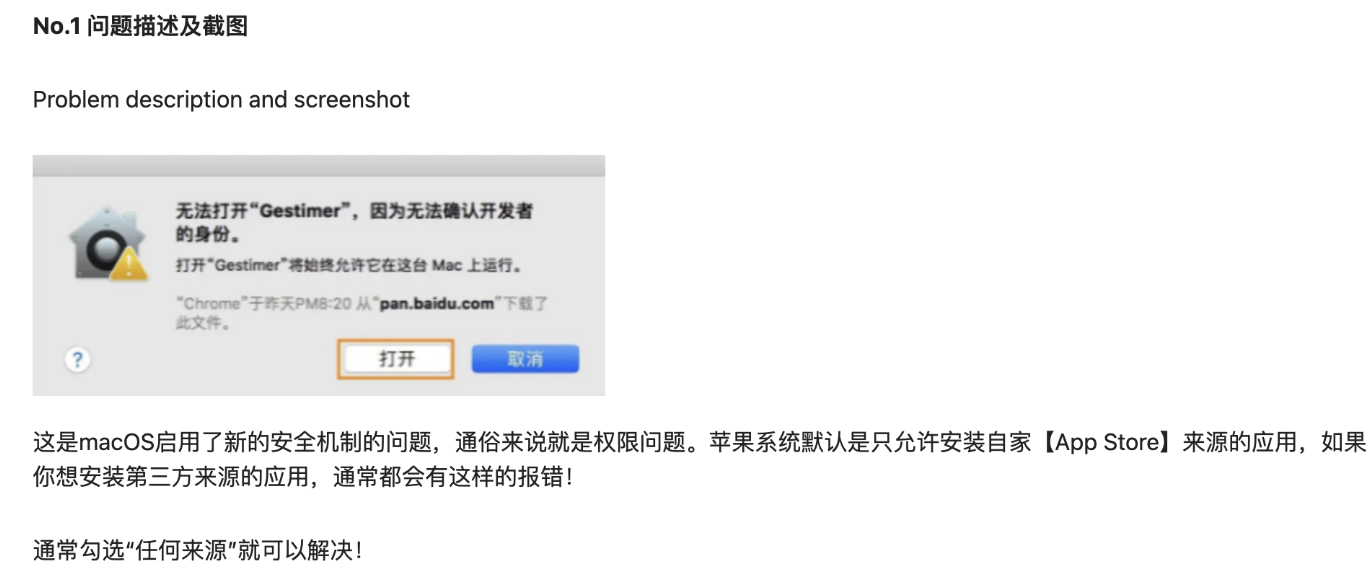 No.1 问题描述及截图
Problem description and screenshot
无法打开“Gestimer”，因为无法确认开发者
的身份。
打开“Gestimer”将始终允许它在这台 Mac 上运行。
“Chrome”于昨天PM8:20 从“pan.baidu.com”下载了
此文件。
?
打开
取消
这是macOS启用了新的安全机制的问题，通俗来说就是权限问题。苹果系统默认是只允许安装自家【App Store】来源的应用，如果
你想安装第三方来源的应用，通常都会有这样的报错！
通常勾选“任何来源”就可以解决！